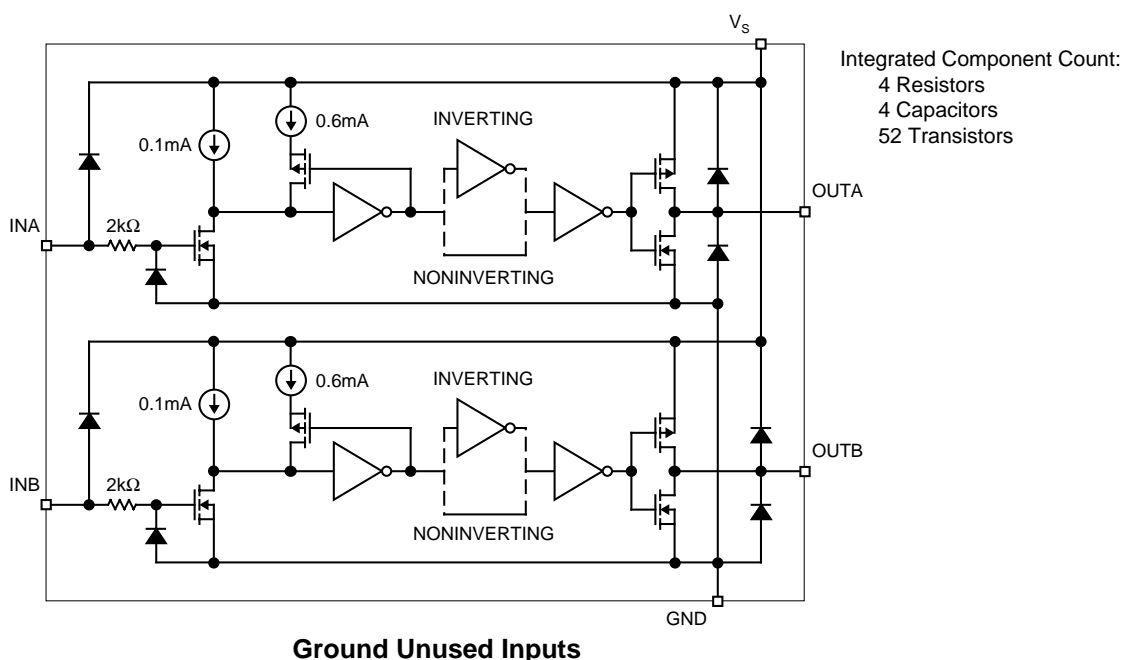 V_S
Integrated Component Count:
4 Resistors
4 Capacitors
52 Transistors
0.6mA
INVERTING
0.1mA
OUTA
2kΩ
INA
NONINVERTING
0.6mA
INVERTING
0.1mA
OUTB
2kΩ
INB
NONINVERTING
GND
Ground Unused Inputs